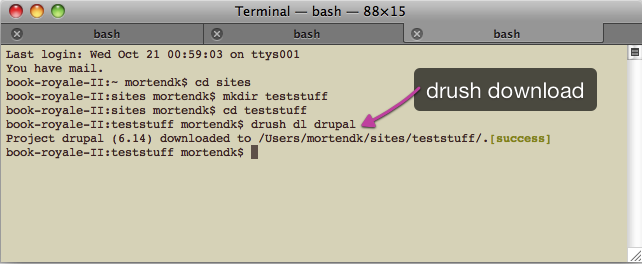 Terminal — bash — 88×15
bash
bash
bash
Last login: Wed Oct 21 00:59:03 on ttys001
You have mail.
book-royale-II:~ mortendk$ cd sites
book-royale-II:sites mortendk$ mkdir teststuff
book-royale-II:sites mortendk$ cd teststuff
book-royale-II:teststuff mortendk$ drush dl drupal
Project drupal (6.14) downloaded to /Users/mortendk/sites/teststuff/.[success]
book-royale-II:teststuff mortendk$
drush download